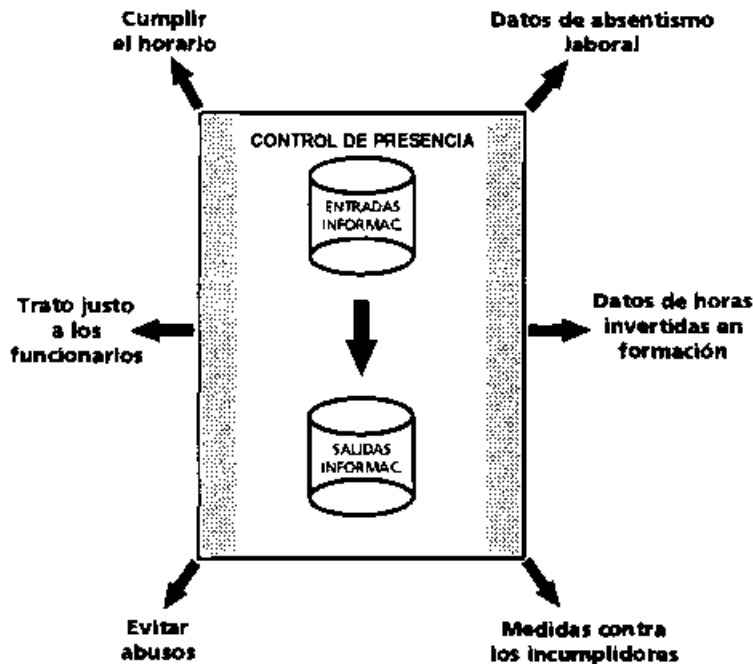 Cumplir
el horario
Datos de absentismo
laboral
CONTROL DE PRESENCIA
ENTRADAS
INFORMAC.
Trato justo
a los
funcionarios
Datos de horas
invertidas en
formación
SALIDAS
INFORMAC.
Evitar
abusos
Medidas contra
los incumplidores